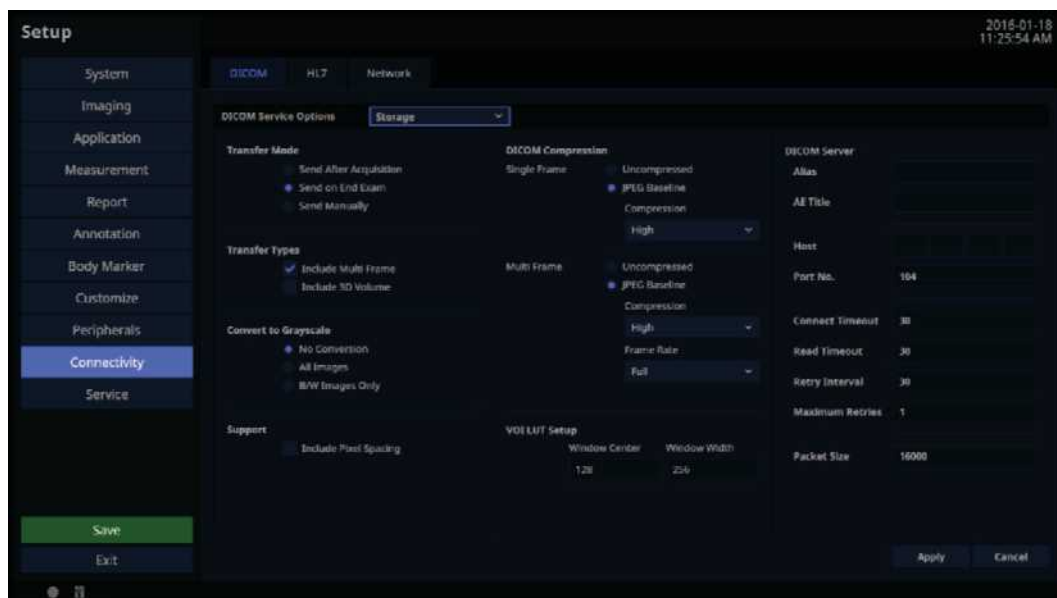 Setup
2016-01-18
11:25:54 AM
System
Imaging
Application
Measurement
Report
Annotation
Body Marker
Customize
Peripherals
Connectivity
Service
Save
Exit
DICOM HL7 Network
DICOM Service Options Storage
Transfer Mode
Send After Acquisition
Send on End Exam
Send Manually
Transfer Types
Include Multi Frame
Include 3D Volume
Convert to Grayscale
No Convertion
All Images
B/W Images Only
Support
Include Pixel Spacing
DICOM Compression
Single Frame Uncompressed
JPEG Baseline
Compression
High
Multi Frame Uncompressed
JPEG Baseline
Compression
High
Frame Rate
Full
VOI LUT Setup
Window Center Window Width
128 256
DICOM Server
Alias
AE Title
Host
Port No. 104
Connect Timeout 30
Read Timeout 30
Retry Interval 30
Maximum Retries 1
Packet Size 16000
Apply Cancel